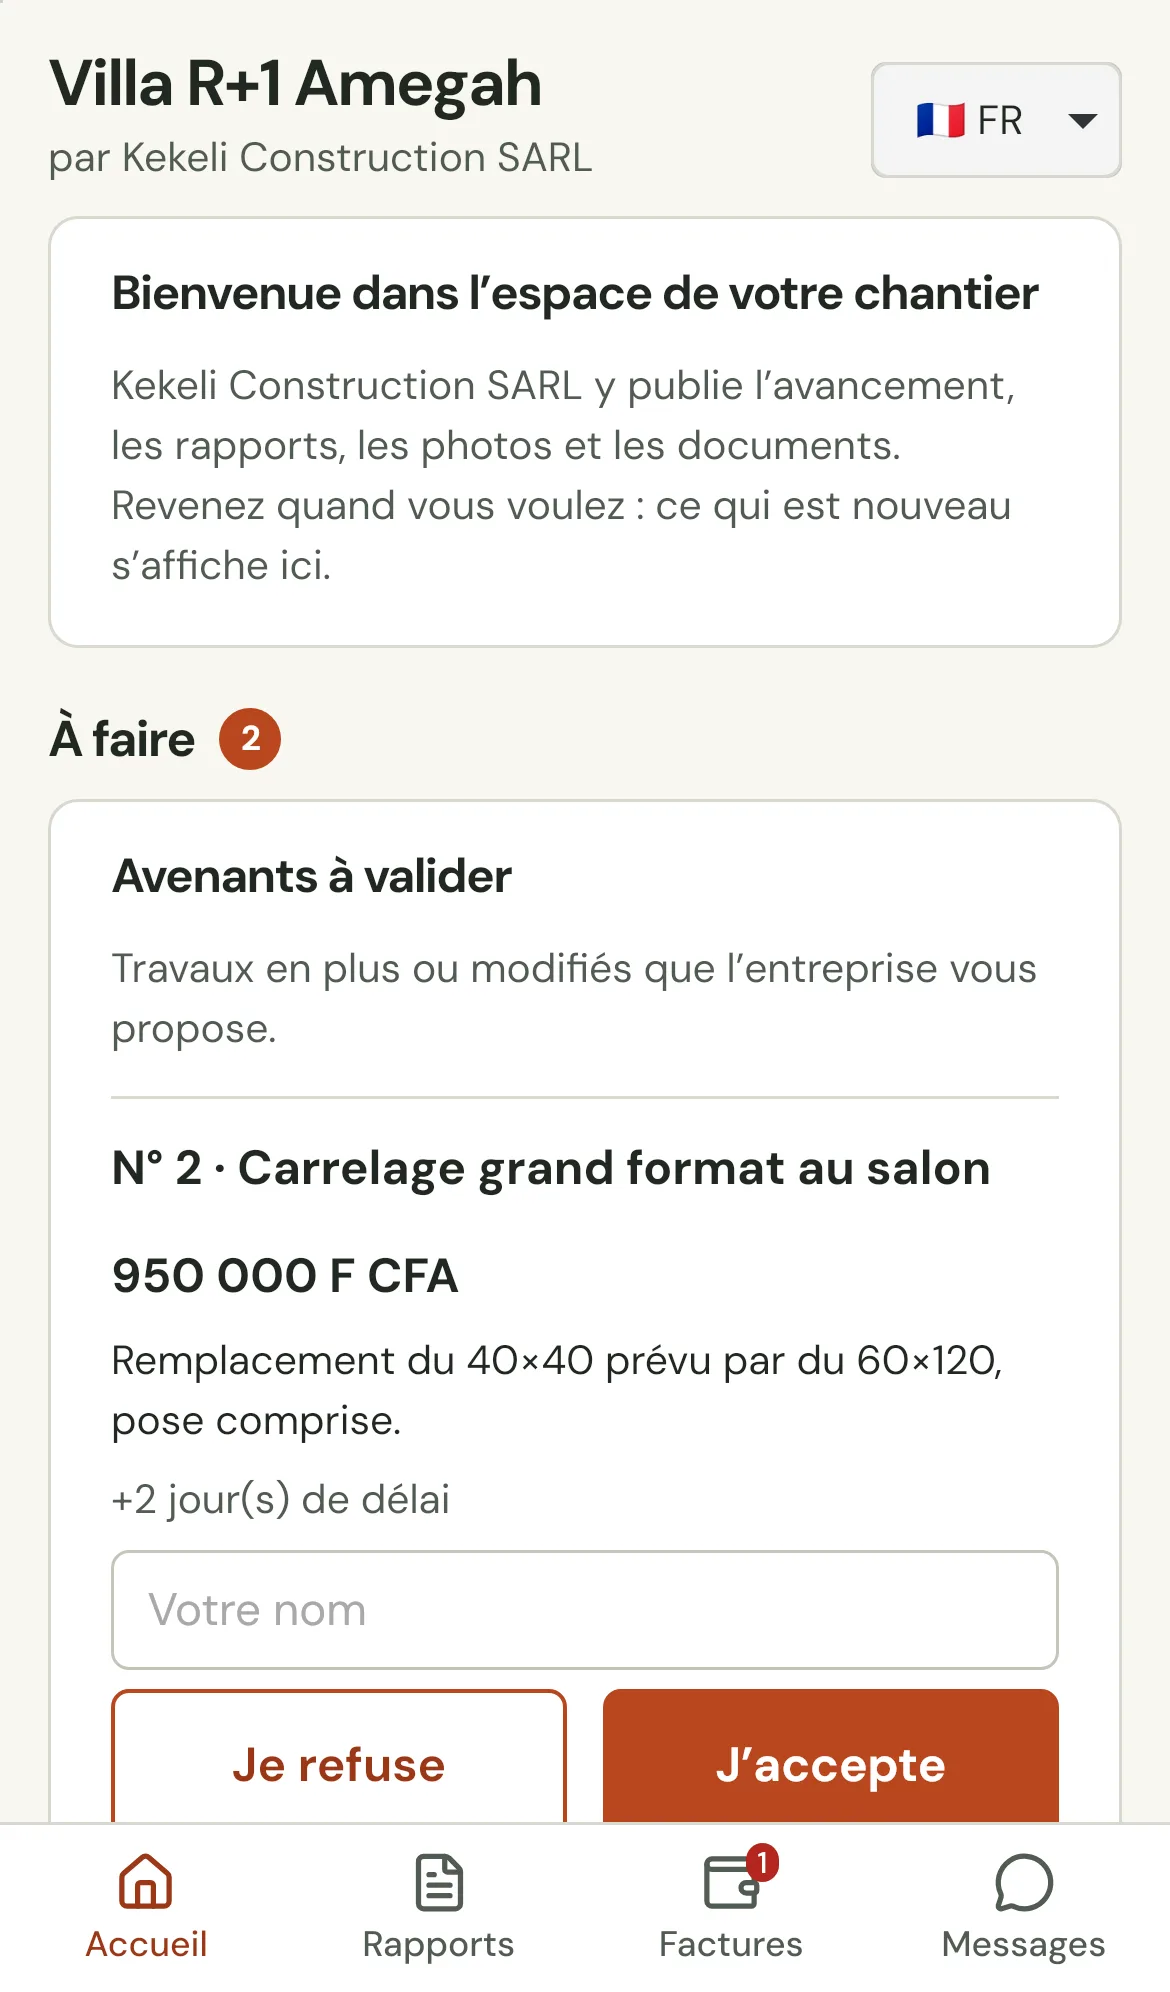 Villa R+1 Amegah
par Kekeli Construction SARL
🇫🇷 FR
Bienvenue dans l’espace de votre chantier
Kekeli Construction SARL y publie l’avancement,
les rapports, les photos et les documents.
Revenez quand vous voulez : ce qui est nouveau
s’affiche ici.
À faire 2
Avenants à valider
Travaux en plus ou modifiés que l’entreprise vous
propose.
N° 2 · Carrelage grand format au salon
950 000 F CFA
Remplacement du 40×40 prévu par du 60×120,
pose comprise.
+2 jour(s) de délai
Votre nom
Je refuse J’accepte
1
Accueil Rapports Factures Messages